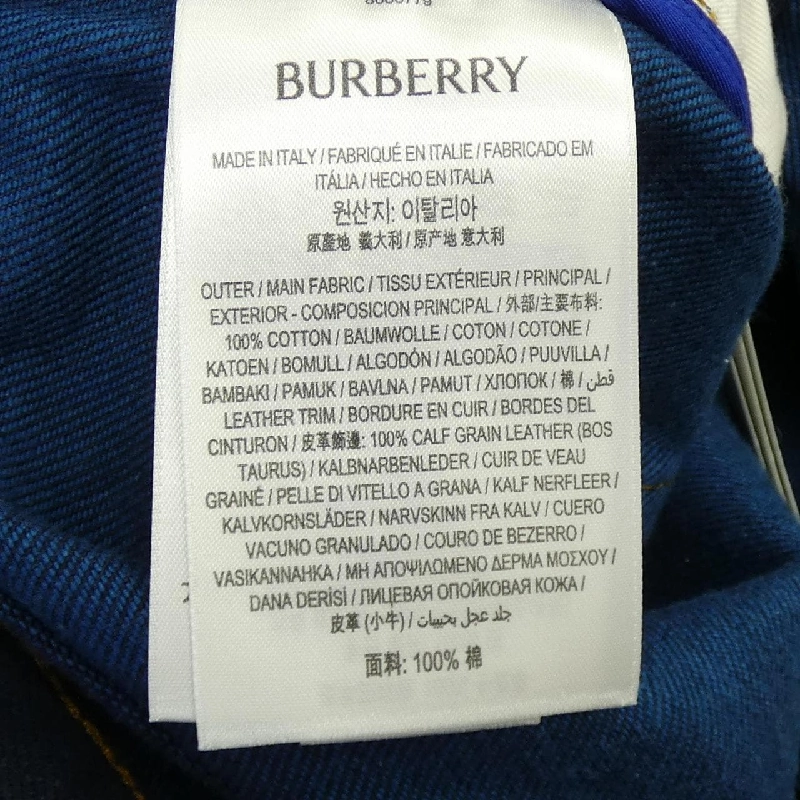 BURBERRY
MADE IN ITALY / FABRIQUÉ EN ITALIE / FABRICADO EM
ITÁLIA / HECHO EN ITALIA
원산지: 이탈리아
原產地 義大利 / 原产地 意大利
OUTER / MAIN FABRIC / TISSU EXTÉRIEUR / PRINCIPAL /
EXTERIOR - COMPOSICION PRINCIPAL / 外部/主要布料:
100% COTTON / BAUMWOLLE / COTON / COTONE /
KATOEN / BOMULL / ALGODÓN / ALGODÃO / PUUVILLA /
BAMBAKI / PAMUK / BAVLNA / PAMUT / ХЛОПОК / 棉 / قطن /
LEATHER TRIM / BORDURE EN CUIR / BORDES DEL
CINTURON / 皮革飾邊: 100% CALF GRAIN LEATHER (BOS
TAURUS) / KALBNARBENLEDER / CUIR DE VEAU
GRAINÉ / PELLE DI VITELLO A GRANA / KALF NERFLEER /
KALVKORNSLÄDER / NARVSKINN FRA KALV / CUERO
VACUNO GRANULADO / COURO DE BEZERRO /
VASIKANNAHKA / ΜΗ ΑΠΟΨΙΛΩΜΕΝΟ ΔΕΡΜΑ ΜΟΣΧΟΥ /
DANA DERİSİ / ЛИЦЕВАЯ ОПОЙКОВАЯ КОЖА /
皮革 (小牛) / جلد عجل بحبيبات
面料: 100% 棉